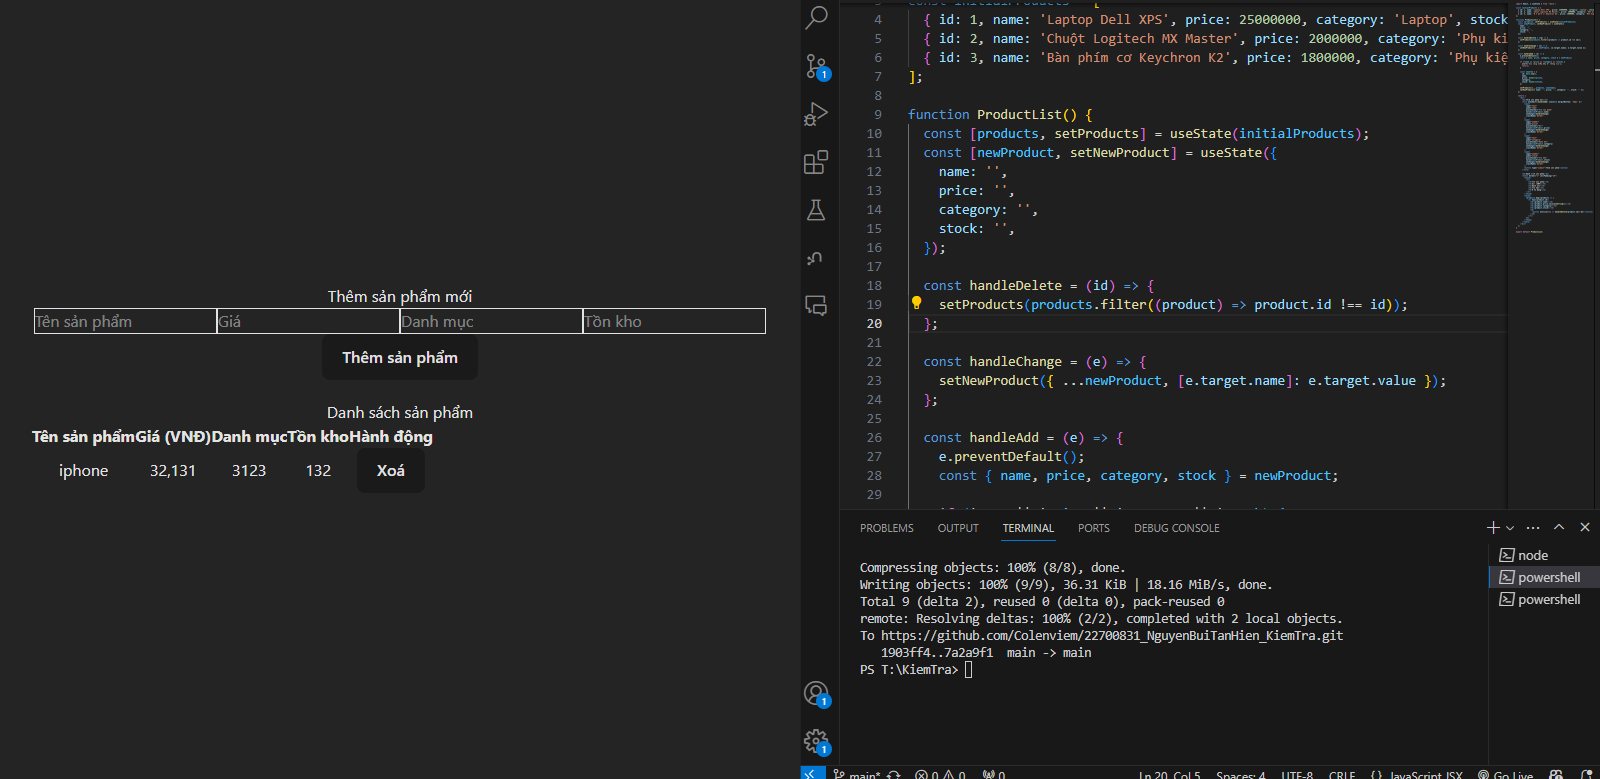 Thêm sản phẩm mới
Tên sản phẩm Giá Danh mục Tồn kho
Thêm sản phẩm
Danh sách sản phẩm
Tên sản phẩmGiá (VNĐ)Danh mụcTồn khoHành động
iphone 32,131 3123 132 Xoá
4 { id: 1, name: 'Laptop Dell XPS', price: 25000000, category: 'Laptop', stock
5 { id: 2, name: 'Chuột Logitech MX Master', price: 2000000, category: 'Phụ ki
6 { id: 3, name: 'Bàn phím cơ Keychron K2', price: 1800000, category: 'Phụ kiệ
7 ];
8
9 function ProductList() {
10 const [products, setProducts] = useState(initialProducts);
11 const [newProduct, setNewProduct] = useState({
12 name: '',
13 price: '',
14 category: '',
15 stock: '',
16 });
17
18 const handleDelete = (id) => {
19 setProducts(products.filter((product) => product.id !== id));
20 };
21
22 const handleChange = (e) => {
23 setNewProduct({ ...newProduct, [e.target.name]: e.target.value });
24 };
25
26 const handleAdd = (e) => {
27 e.preventDefault();
28 const { name, price, category, stock } = newProduct;
29
PROBLEMS OUTPUT TERMINAL PORTS DEBUG CONSOLE
Compressing objects: 100% (8/8), done.
Writing objects: 100% (9/9), 36.31 KiB | 18.16 MiB/s, done.
Total 9 (delta 2), reused 0 (delta 0), pack-reused 0
remote: Resolving deltas: 100% (2/2), completed with 2 local objects.
To https://github.com/Colenviem/22700831_NguyenBuiTanHien_KiemTra.git
1903ff4..7a2a9f1 main -> main
PS T:\KiemTra>
node
powershell
powershell
1
1
1
main* 0 0 0 Ln 20, Col 5 Spaces: 4 UTF-8 CRLF {} JavaScript JSX Go Live